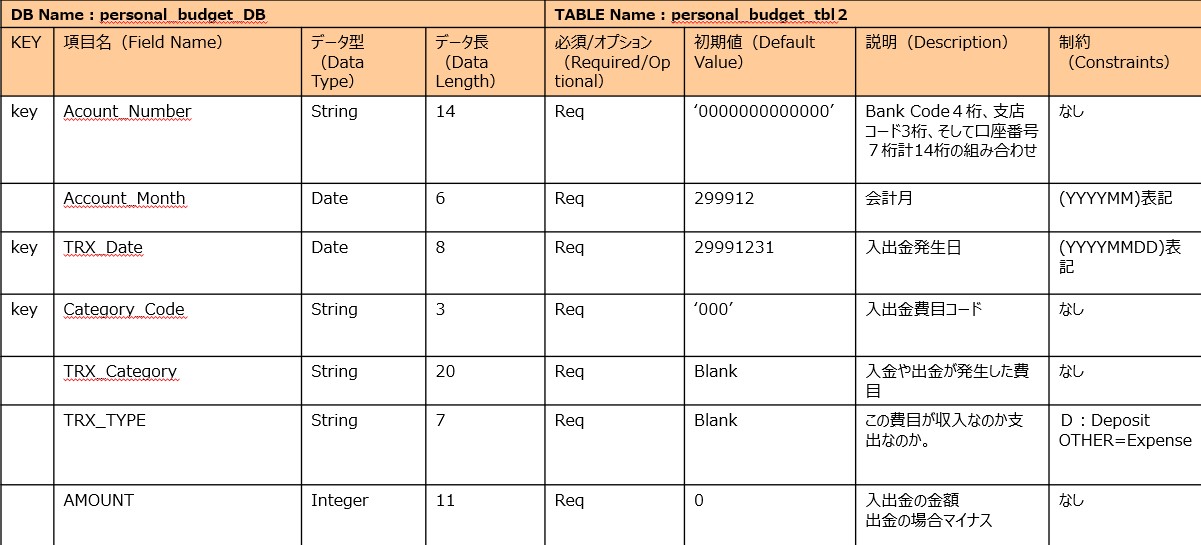 DB Name : personal_budget_DB
TABLE Name : personal_budget_tbl2
KEY
項目名（Field Name）
データ型
（Data
Type）
データ長
（Data
Length）
必須/オプション
（Required/Op
tional）
初期値（Default
Value）
説明（Description）
制約
（Constraints）
key
Acount_Number
String
14
Req
‘0000000000000’
Bank Code４桁、支店
コード3桁、そして口座番号
７桁計14桁の組み合わせ
なし
Account_Month
Date
6
Req
299912
会計月
(YYYYMM)表記
key
TRX_Date
Date
8
Req
29991231
入出金発生日
(YYYYMMDD)表
記
key
Category_Code
String
3
Req
‘000’
入出金費目コード
なし
TRX_Category
String
20
Req
Blank
入金や出金が発生した費
目
なし
TRX_TYPE
String
7
Req
Blank
この費目が収入なのか支
出なのか。
Ｄ：Deposit
OTHER=Expense
AMOUNT
Integer
11
Req
0
入出金の金額
出金の場合マイナス
なし